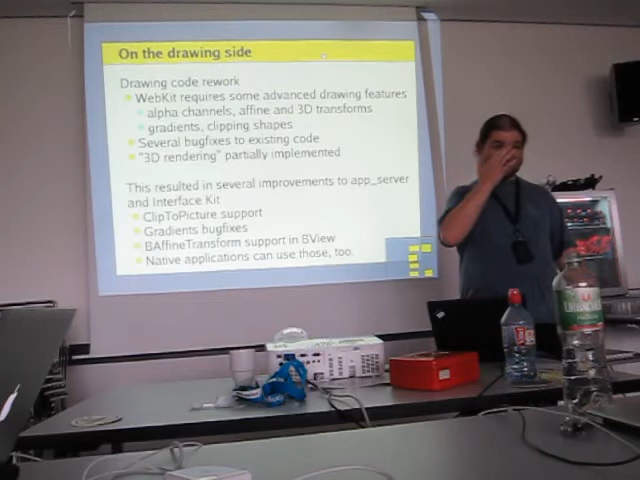 On the drawing side
Drawing code rework
WebKit requires some advanced drawing features
alpha channels, affine and 3D transforms
gradients, clipping shapes
Several bugfixes to existing code
"3D rendering" partially implemented
This resulted in several improvements to app_server
and Interface Kit
ClipToPicture support
Gradients bugfixes
BAffineTransform support in BView
Native applications can use those, too.
URBACHER